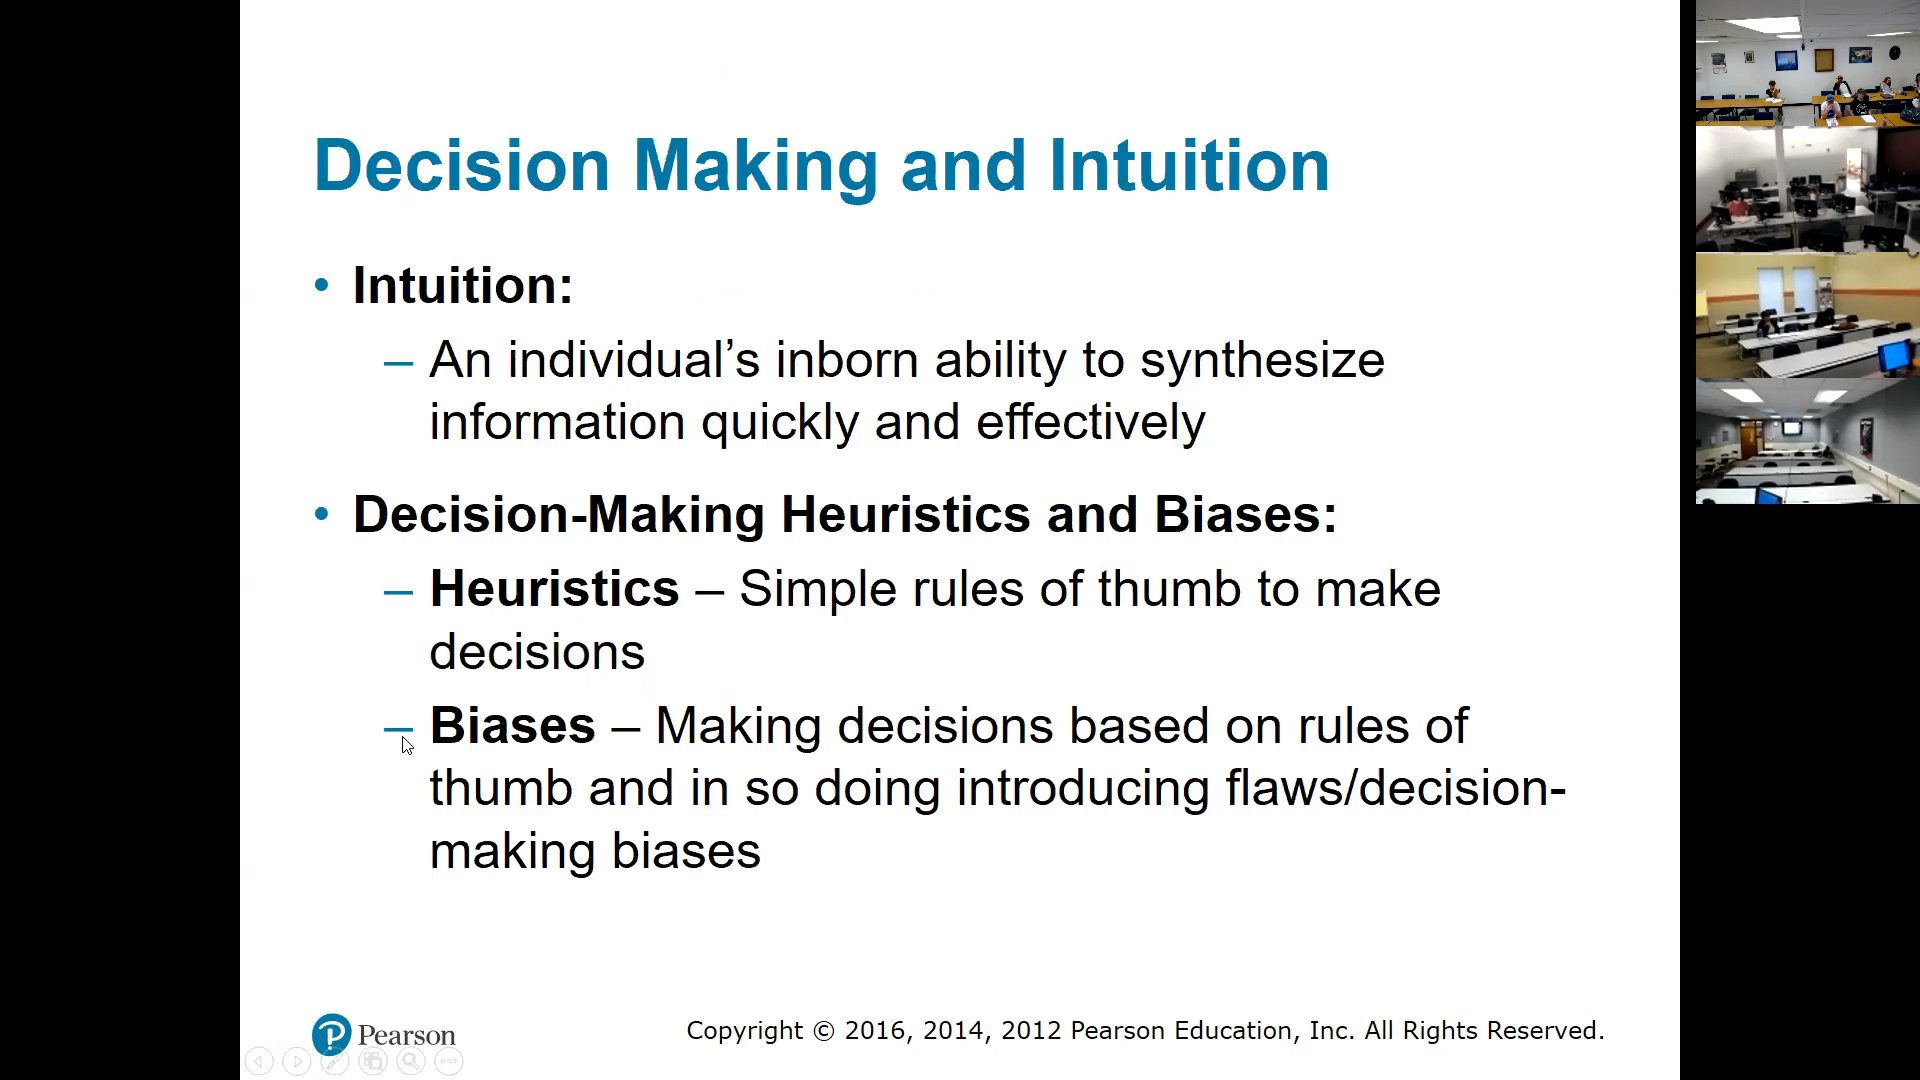 Decision Making and Intuition
• Intuition:
– An individual’s inborn ability to synthesize
information quickly and effectively
• Decision-Making Heuristics and Biases:
– Heuristics – Simple rules of thumb to make
decisions
– Biases – Making decisions based on rules of
thumb and in so doing introducing flaws/decision-
making biases
Pearson
Copyright © 2016, 2014, 2012 Pearson Education, Inc. All Rights Reserved.